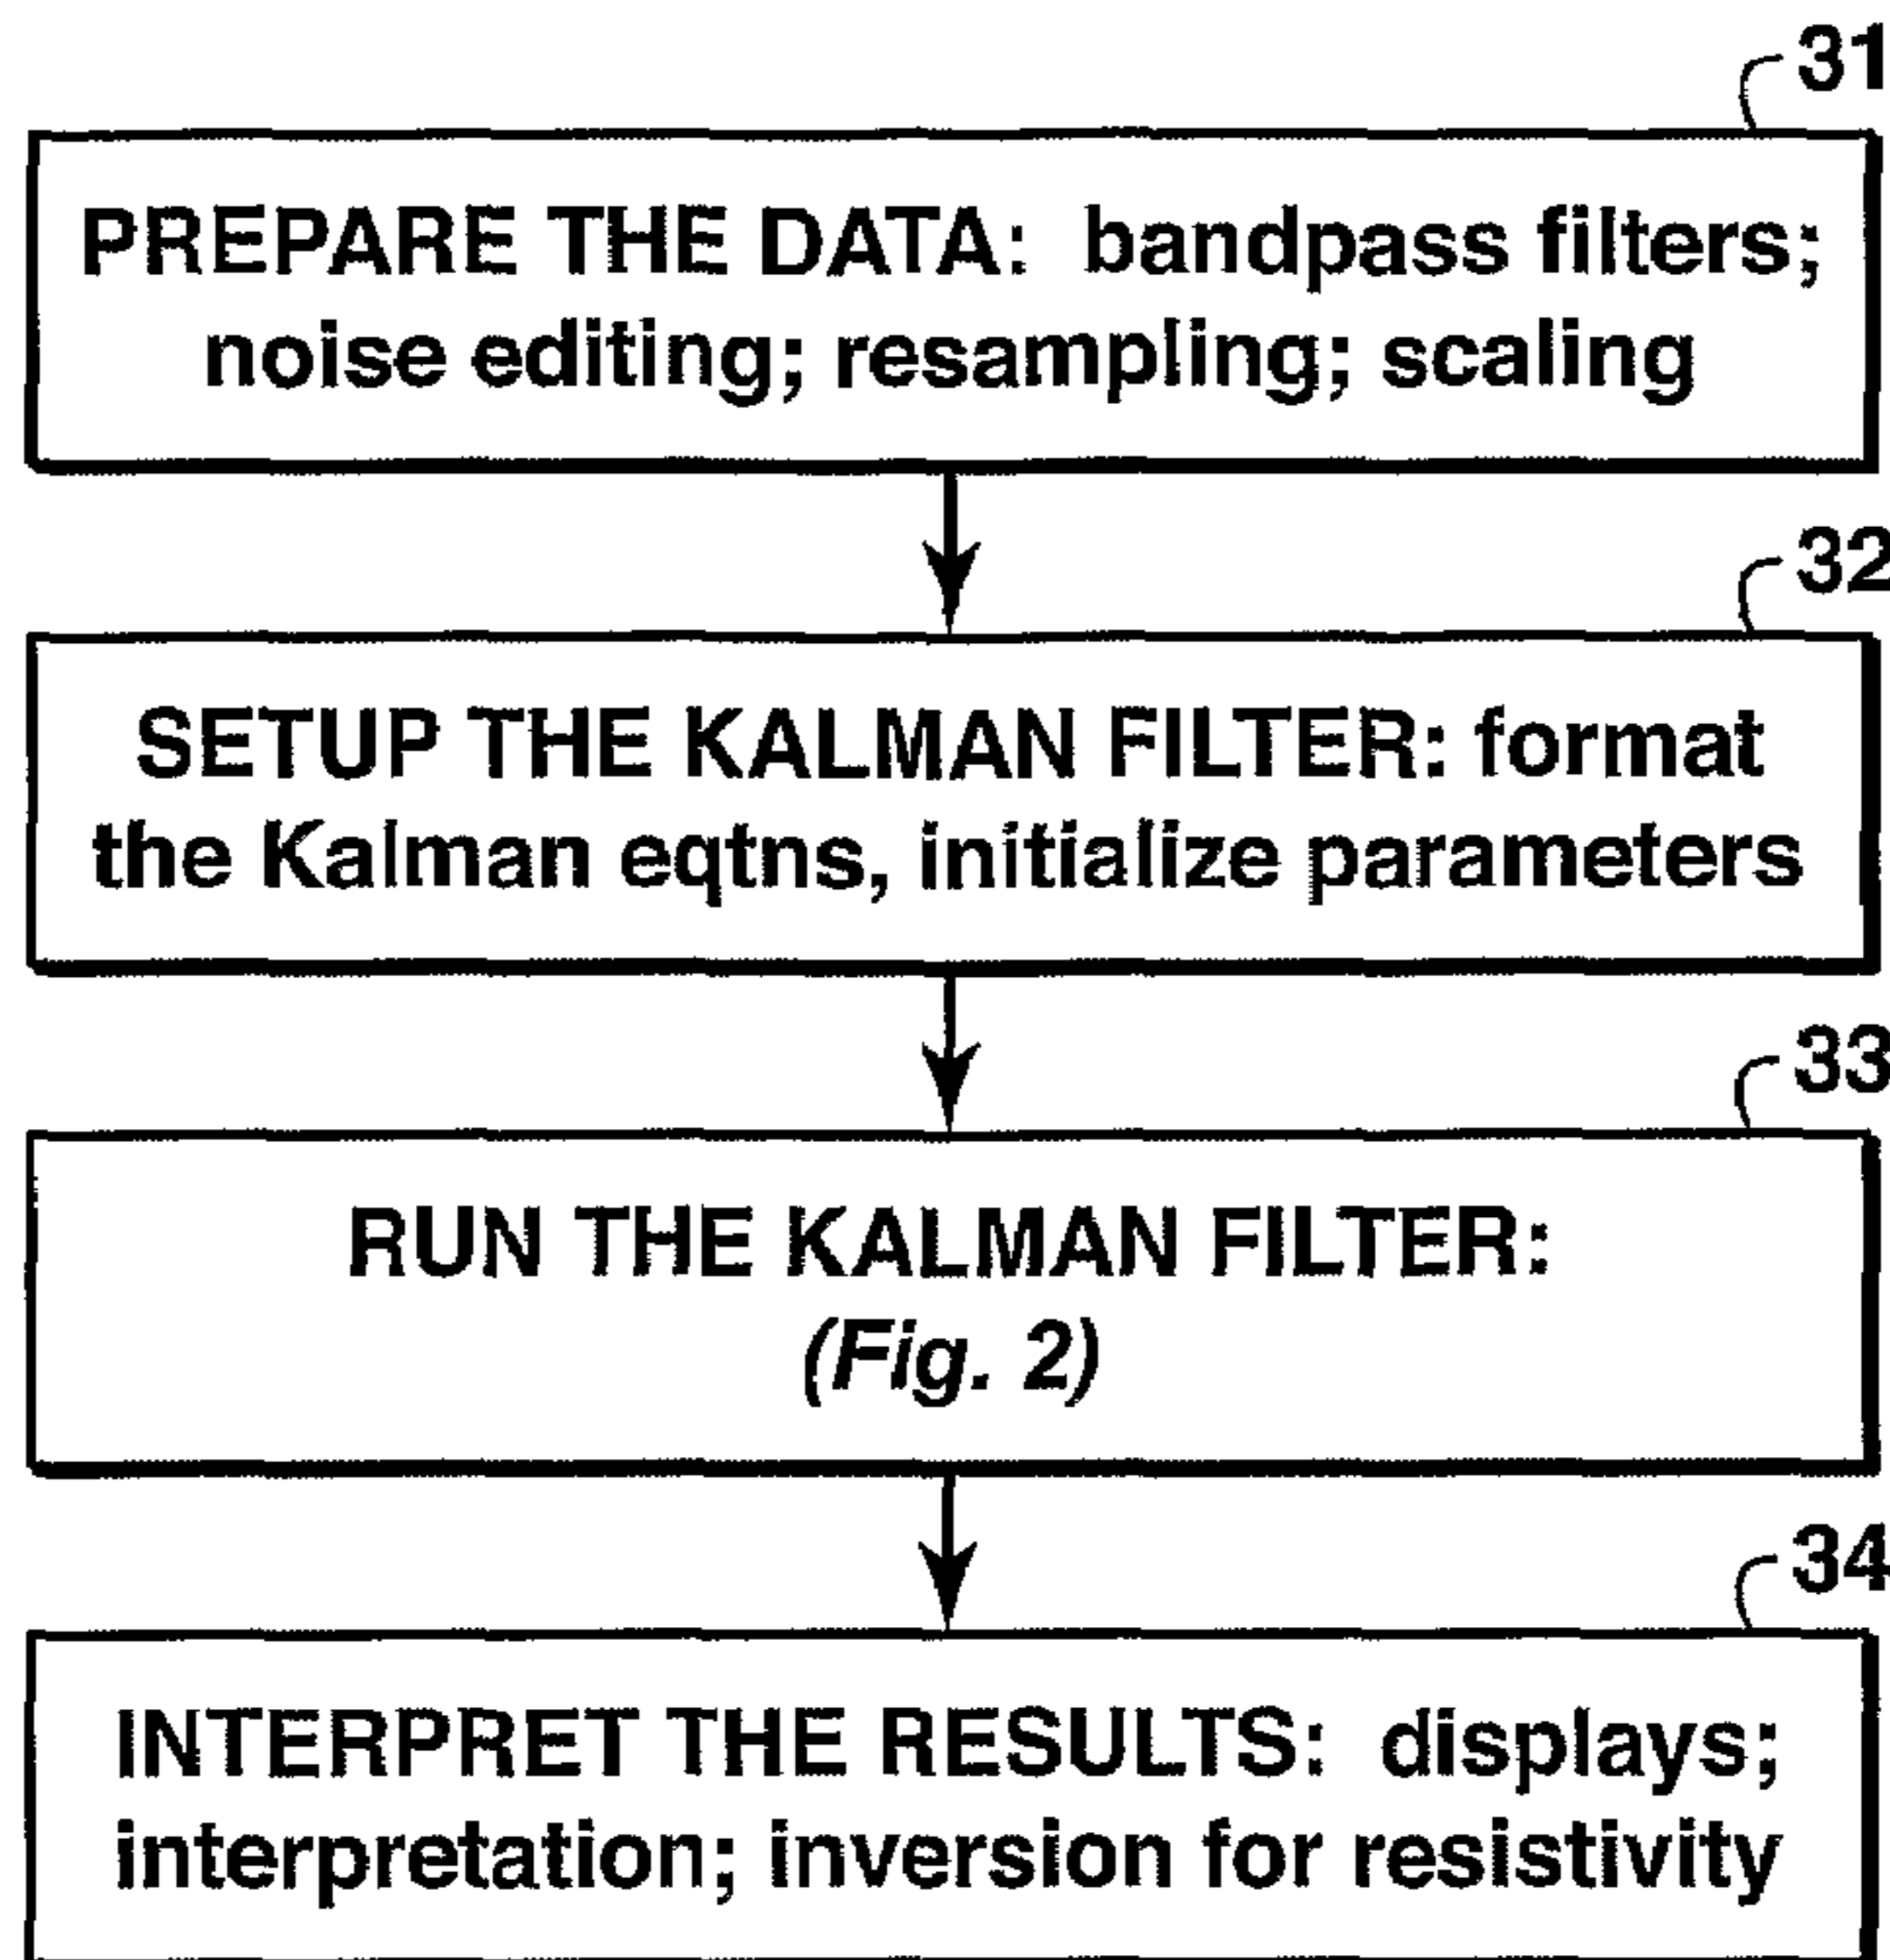 31
PREPARE THE DATA: bandpass filters;
noise editing; resampling; scaling
32
SETUP THE KALMAN FILTER: format
the Kalman eqtns, initialize parameters
33
RUN THE KALMAN FILTER:
(Fig. 2)
34
INTERPRET THE RESULTS: displays;
interpretation; inversion for resistivity